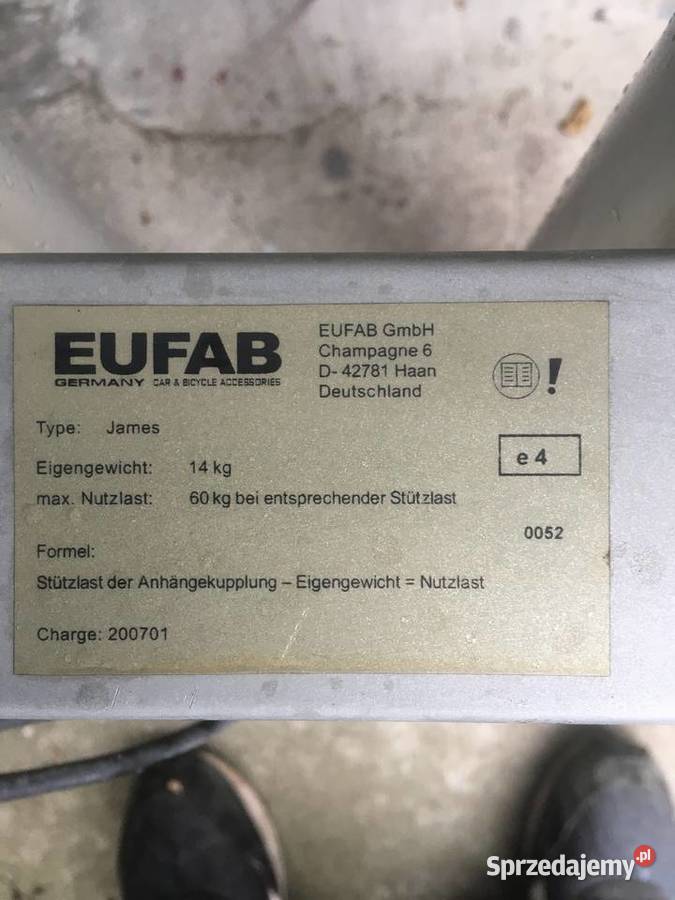 EUFAB
GERMANY CAR & BICYCLE ACCESSORIES
EUFAB GmbH
Champagne 6
D- 42781 Haan
Deutschland
!
Type: James
e 4
Eigengewicht: 14 kg
max. Nutzlast: 60 kg bei entsprechender Stützlast
0052
Formel:
Stützlast der Anhängekupplung – Eigengewicht = Nutzlast
Charge: 200701
Sprzedajemy.pl